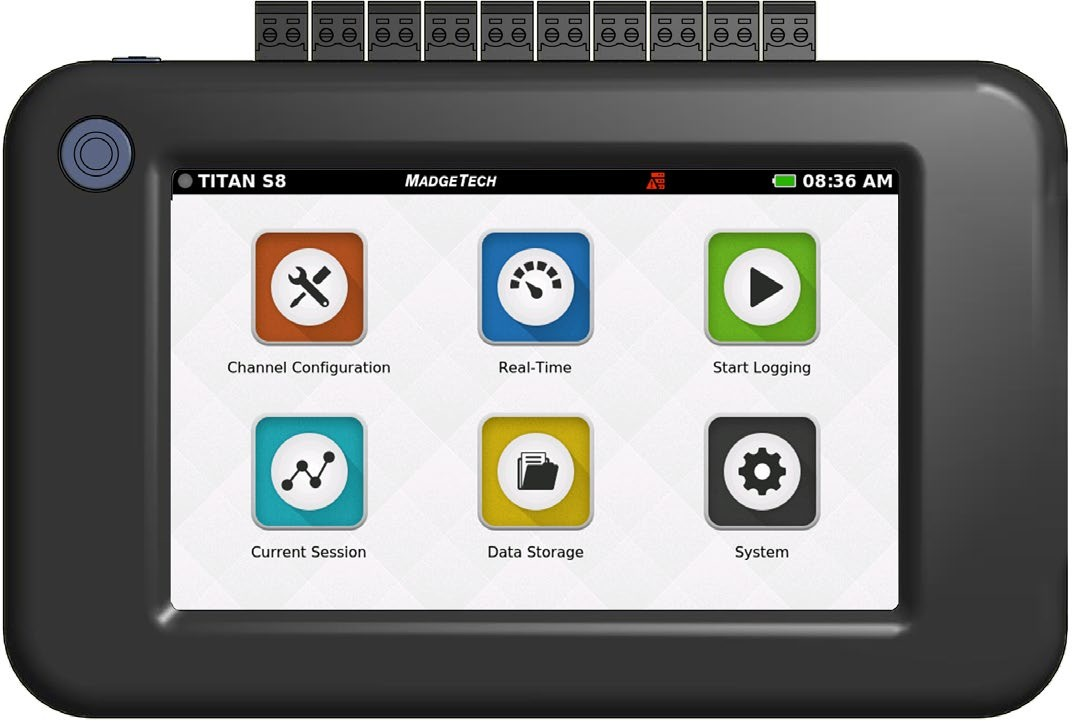 TITAN S8 MADGETECH 08:36 AM
Channel Configuration Real-Time Start Logging
Current Session Data Storage System